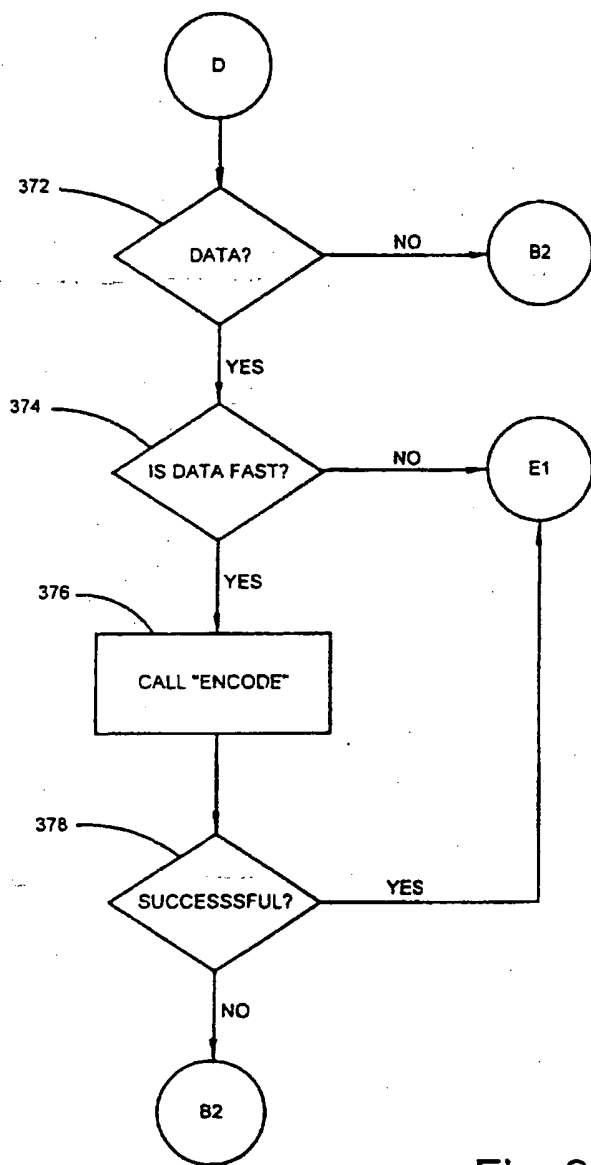 D
372
DATA?
NO
B2
YES
374
IS DATA FAST?
NO
E1
YES
376
CALL "ENCODE"
378
SUCCESSSFUL?
YES
NO
B2